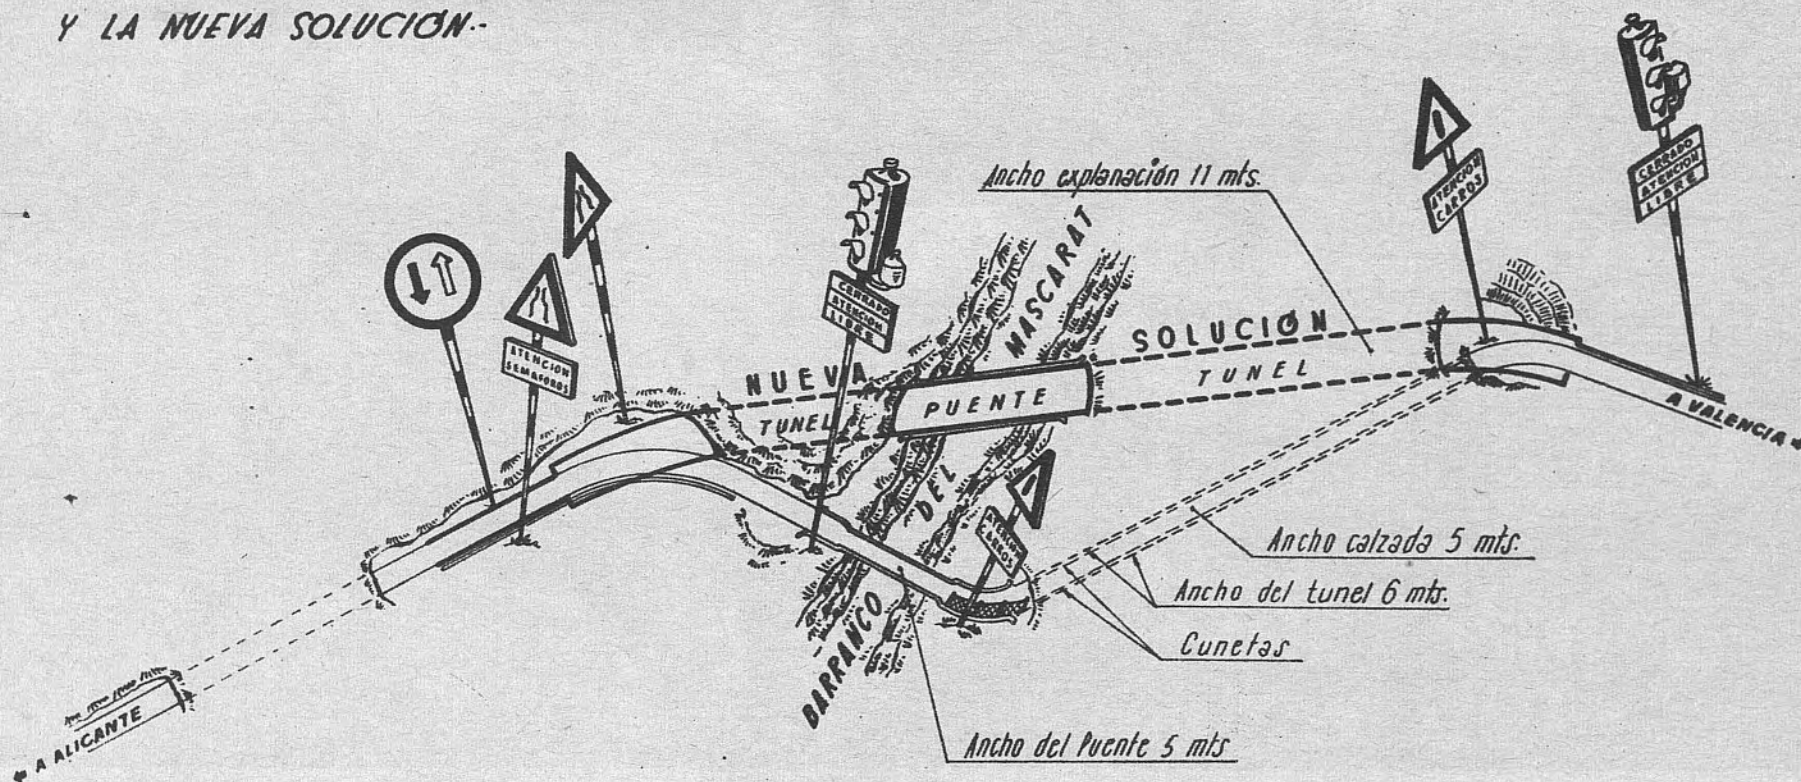 Y LA NUEVA SOLUCIÓN.-
CERRADO
ATENCION
LIBRE
ATENCION
CARROS
Ancho explanación 11 mts.
CERRADO
ATENCION
LIBRE
ATENCION
SEMAFOROS
NUEVA SOLUCIÓN
TUNEL
PUENTE
TUNEL
A VALENCIA
BARRANCO DEL MASCARAT
ATENCION
CARROS
Ancho calzada 5 mts.
Ancho del tunel 6 mts.
Cunetas
A ALICANTE
Ancho del Puente 5 mts